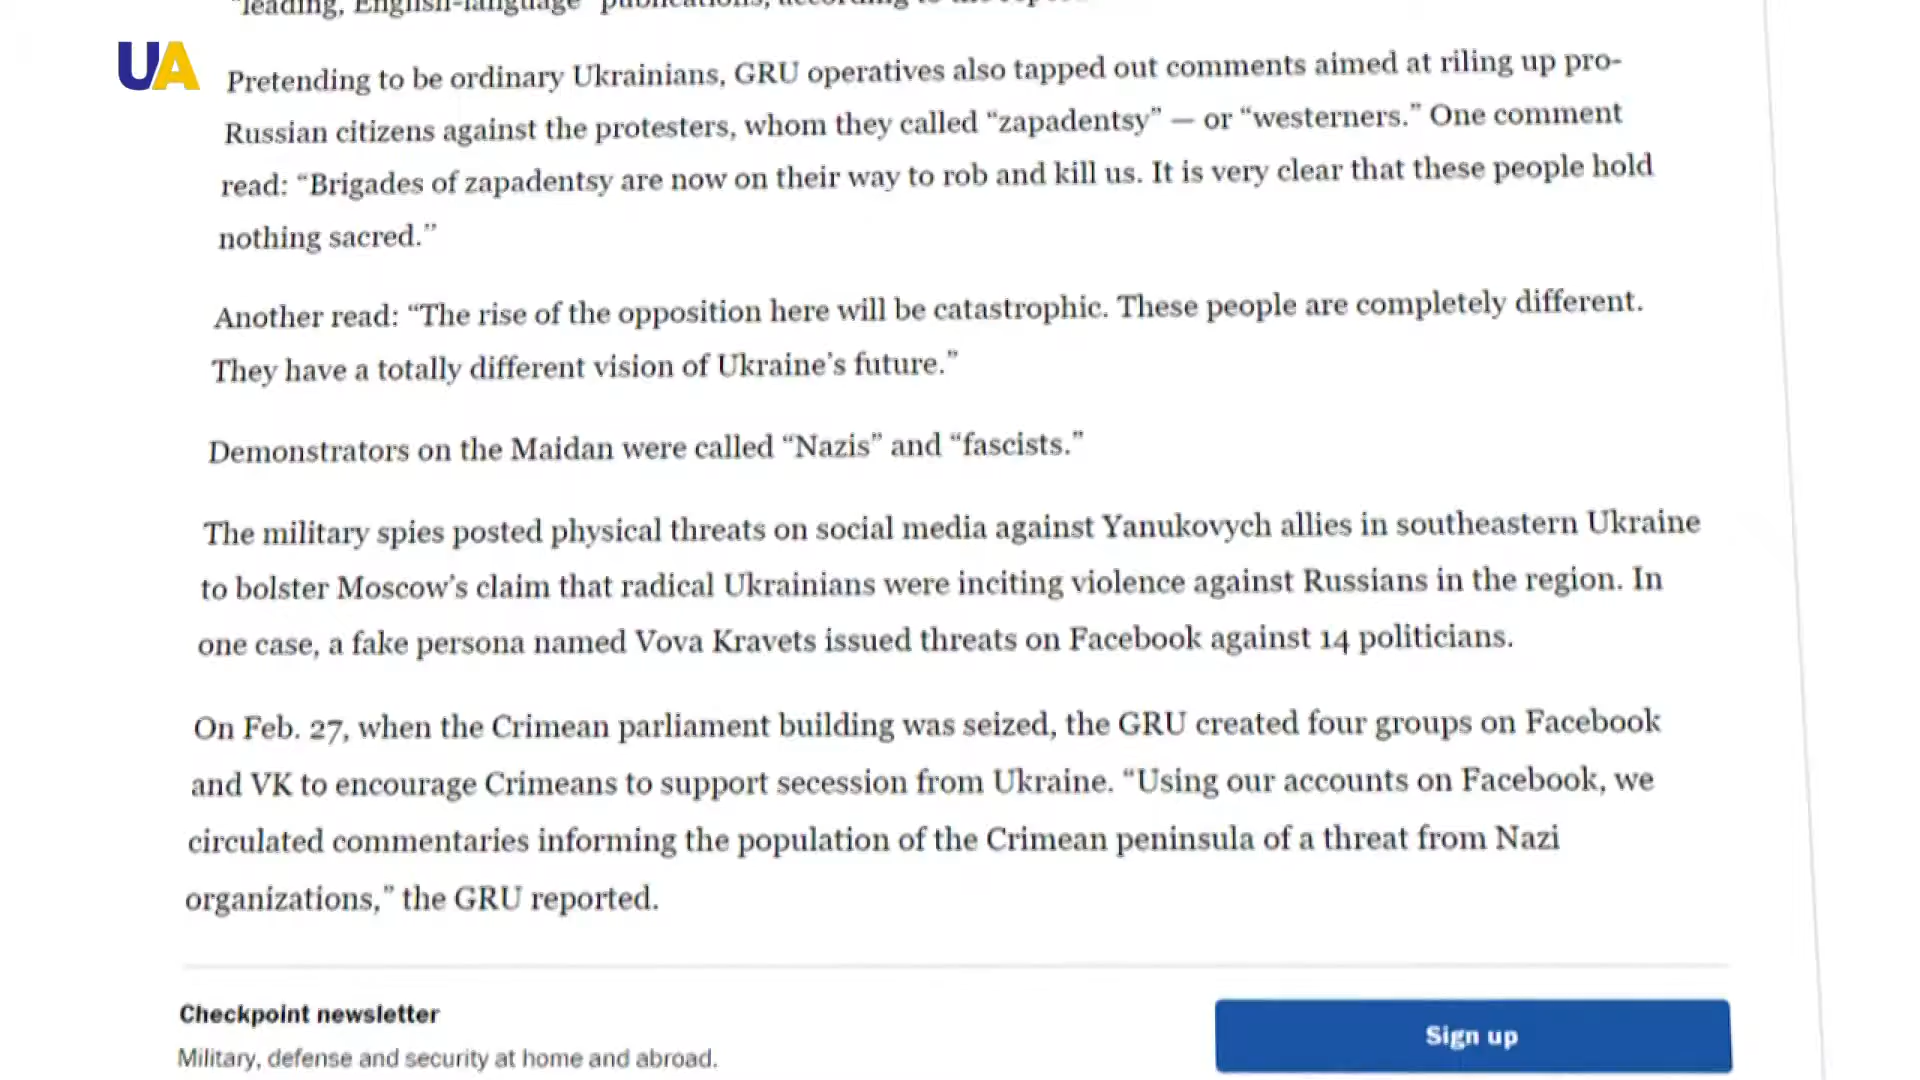 "leading, English-language" publications, according to the report.
UA
Pretending to be ordinary Ukrainians, GRU operatives also tapped out comments aimed at riling up pro-
Russian citizens against the protesters, whom they called “zapadentsy” — or “westerners.” One comment
read: “Brigades of zapadentsy are now on their way to rob and kill us. It is very clear that these people hold
nothing sacred.”
Another read: “The rise of the opposition here will be catastrophic. These people are completely different.
They have a totally different vision of Ukraine’s future.”
Demonstrators on the Maidan were called “Nazis” and “fascists.”
The military spies posted physical threats on social media against Yanukovych allies in southeastern Ukraine
to bolster Moscow’s claim that radical Ukrainians were inciting violence against Russians in the region. In
one case, a fake persona named Vova Kravets issued threats on Facebook against 14 politicians.
On Feb. 27, when the Crimean parliament building was seized, the GRU created four groups on Facebook
and VK to encourage Crimeans to support secession from Ukraine. “Using our accounts on Facebook, we
circulated commentaries informing the population of the Crimean peninsula of a threat from Nazi
organizations,” the GRU reported.
Checkpoint newsletter
Sign up
Military, defense and security at home and abroad.